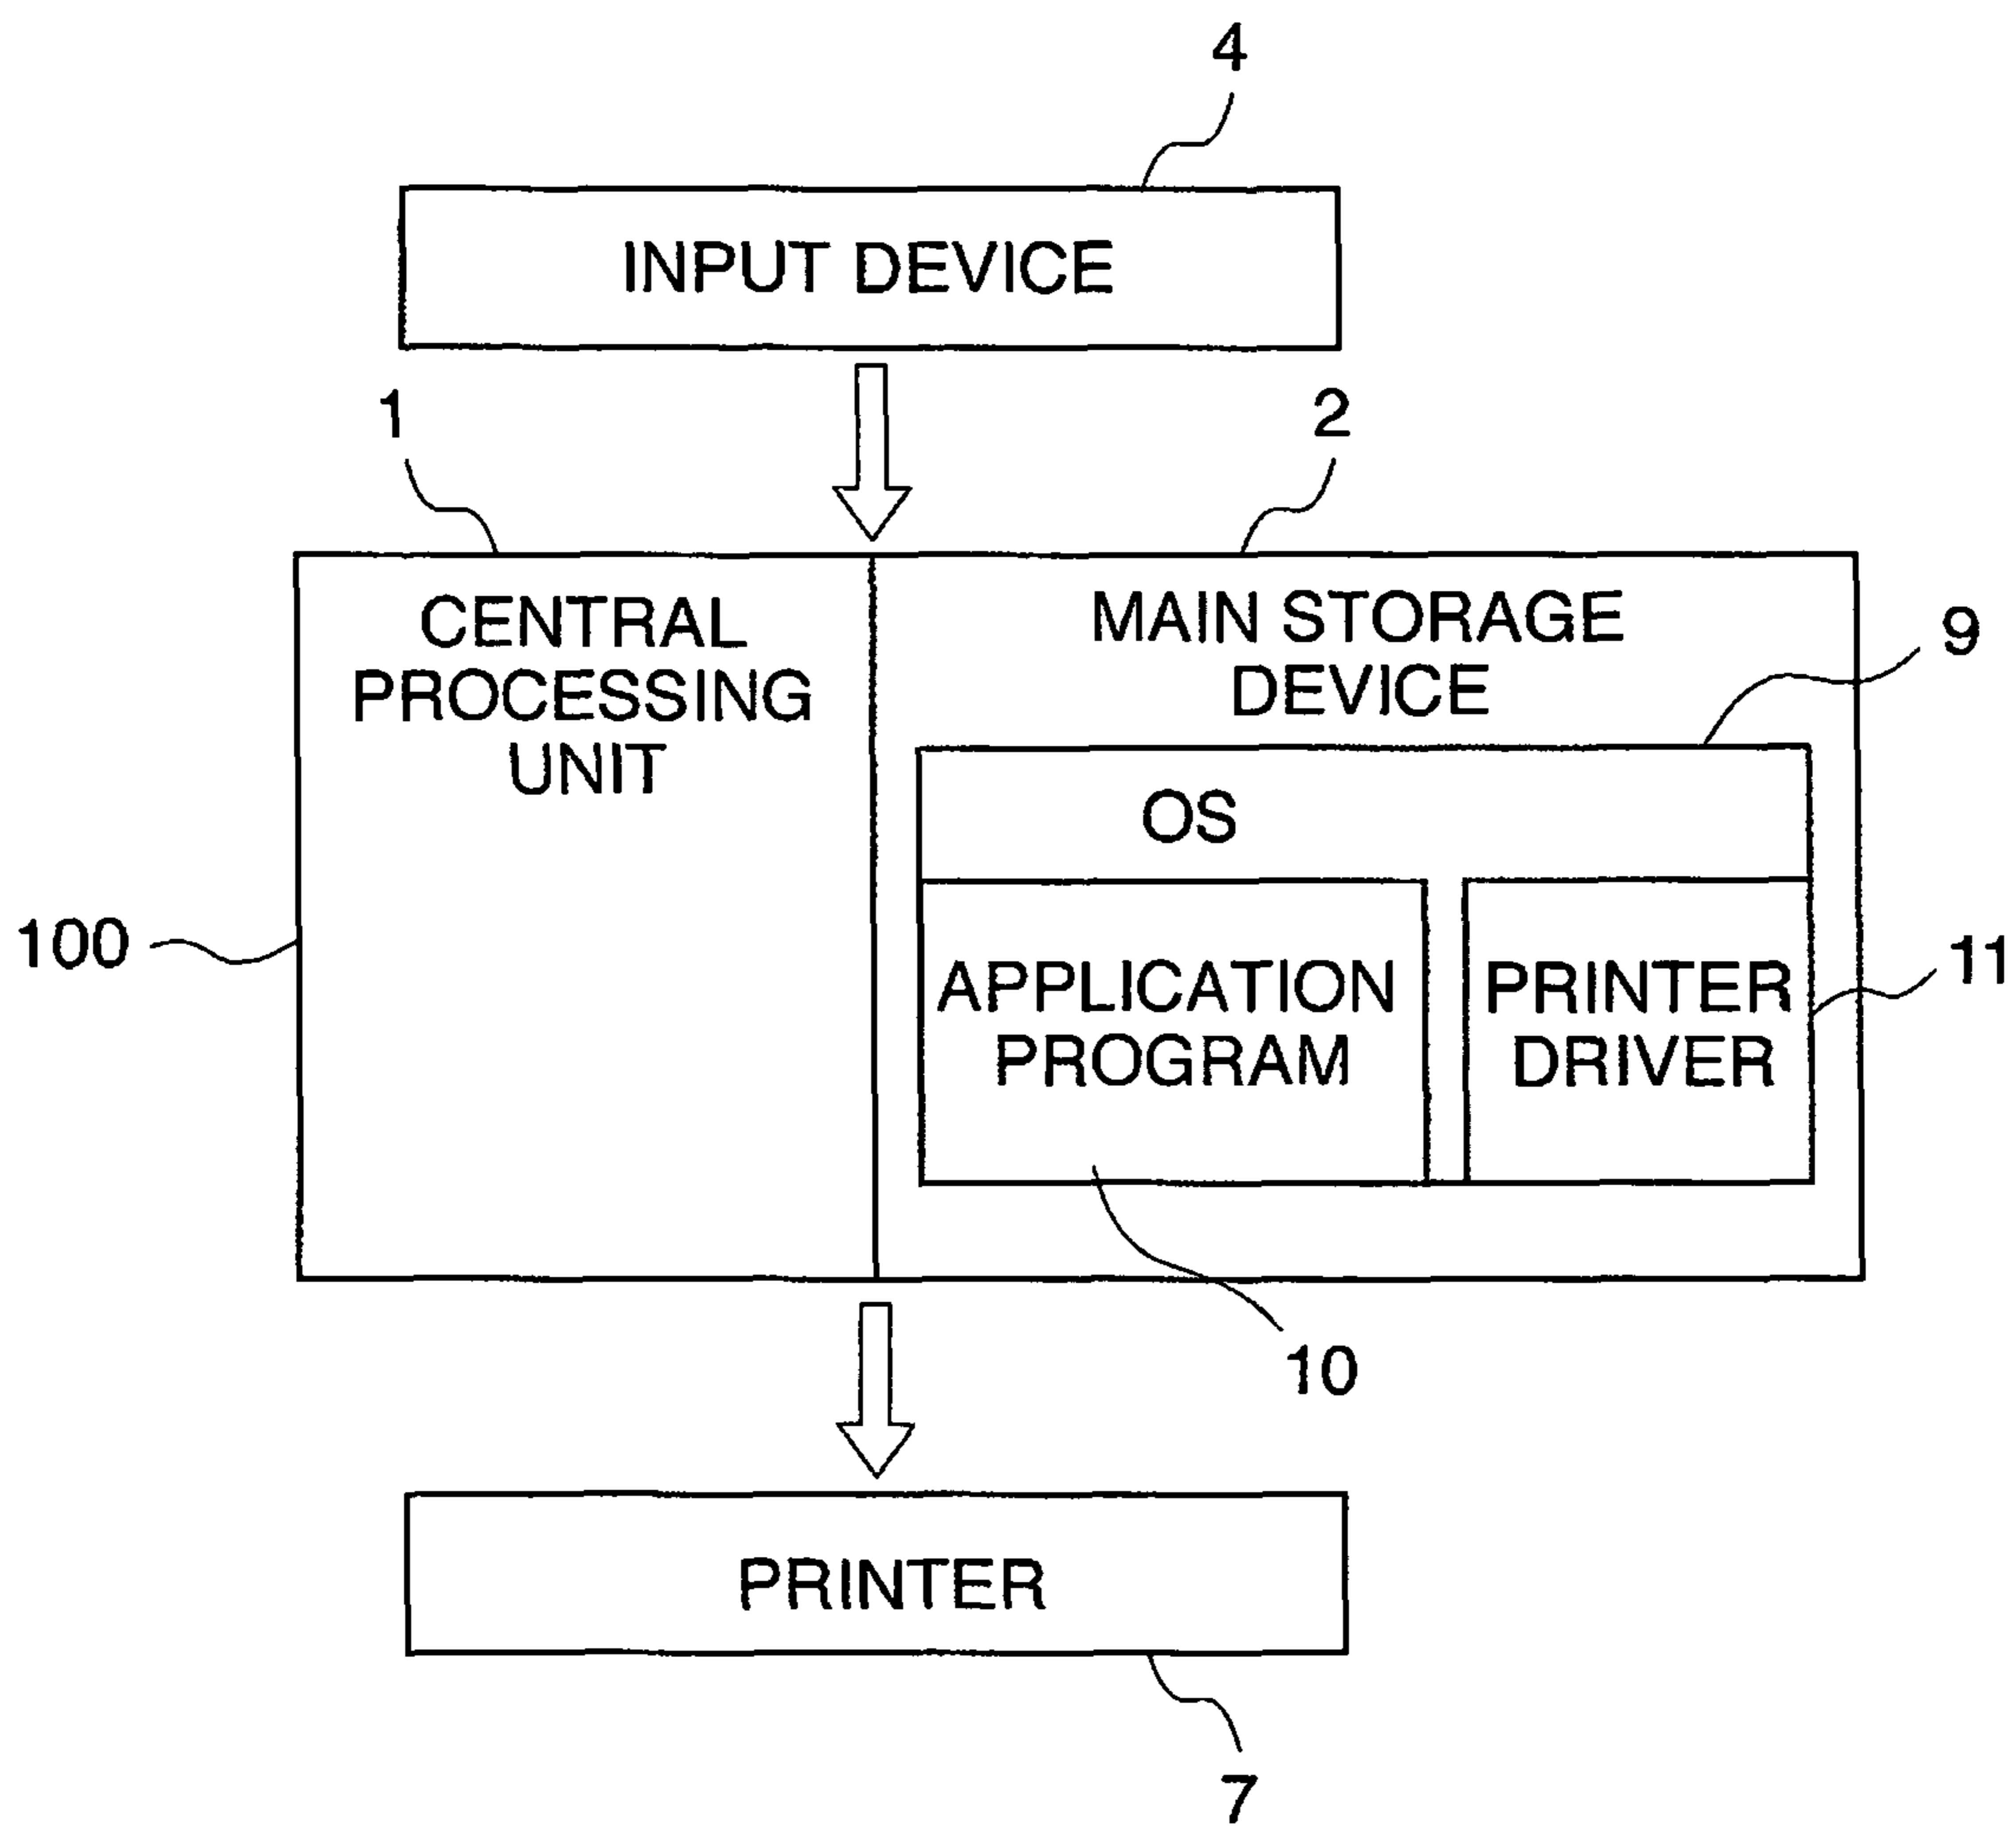 4
INPUT DEVICE
1
2
CENTRAL
PROCESSING
UNIT
MAIN STORAGE
DEVICE
9
OS
100
APPLICATION
PROGRAM
PRINTER
DRIVER
11
10
PRINTER
7